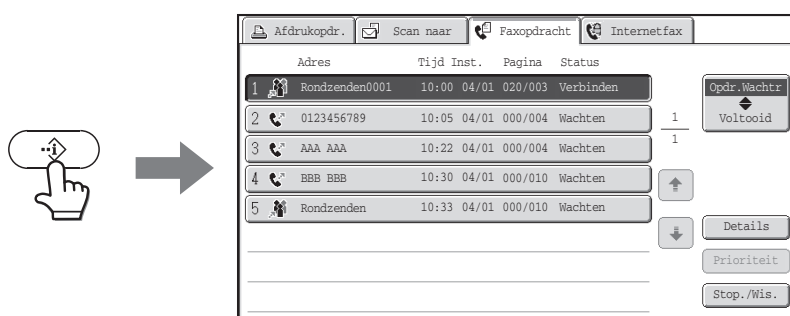 Afdrukopdr. Scan naar Faxopdracht Internetfax
Adres Tijd Inst. Pagina Status
1 Rondzenden0001 10:00 04/01 020/003 Verbinden
2 0123456789 10:05 04/01 000/004 Wachten
3 AAA AAA 10:22 04/01 000/004 Wachten
4 BBB BBB 10:30 04/01 000/010 Wachten
5 Rondzenden 10:33 04/01 000/010 Wachten
1
1
Opdr.Wachtr
Voltooid
Details
Prioriteit
Stop./Wis.